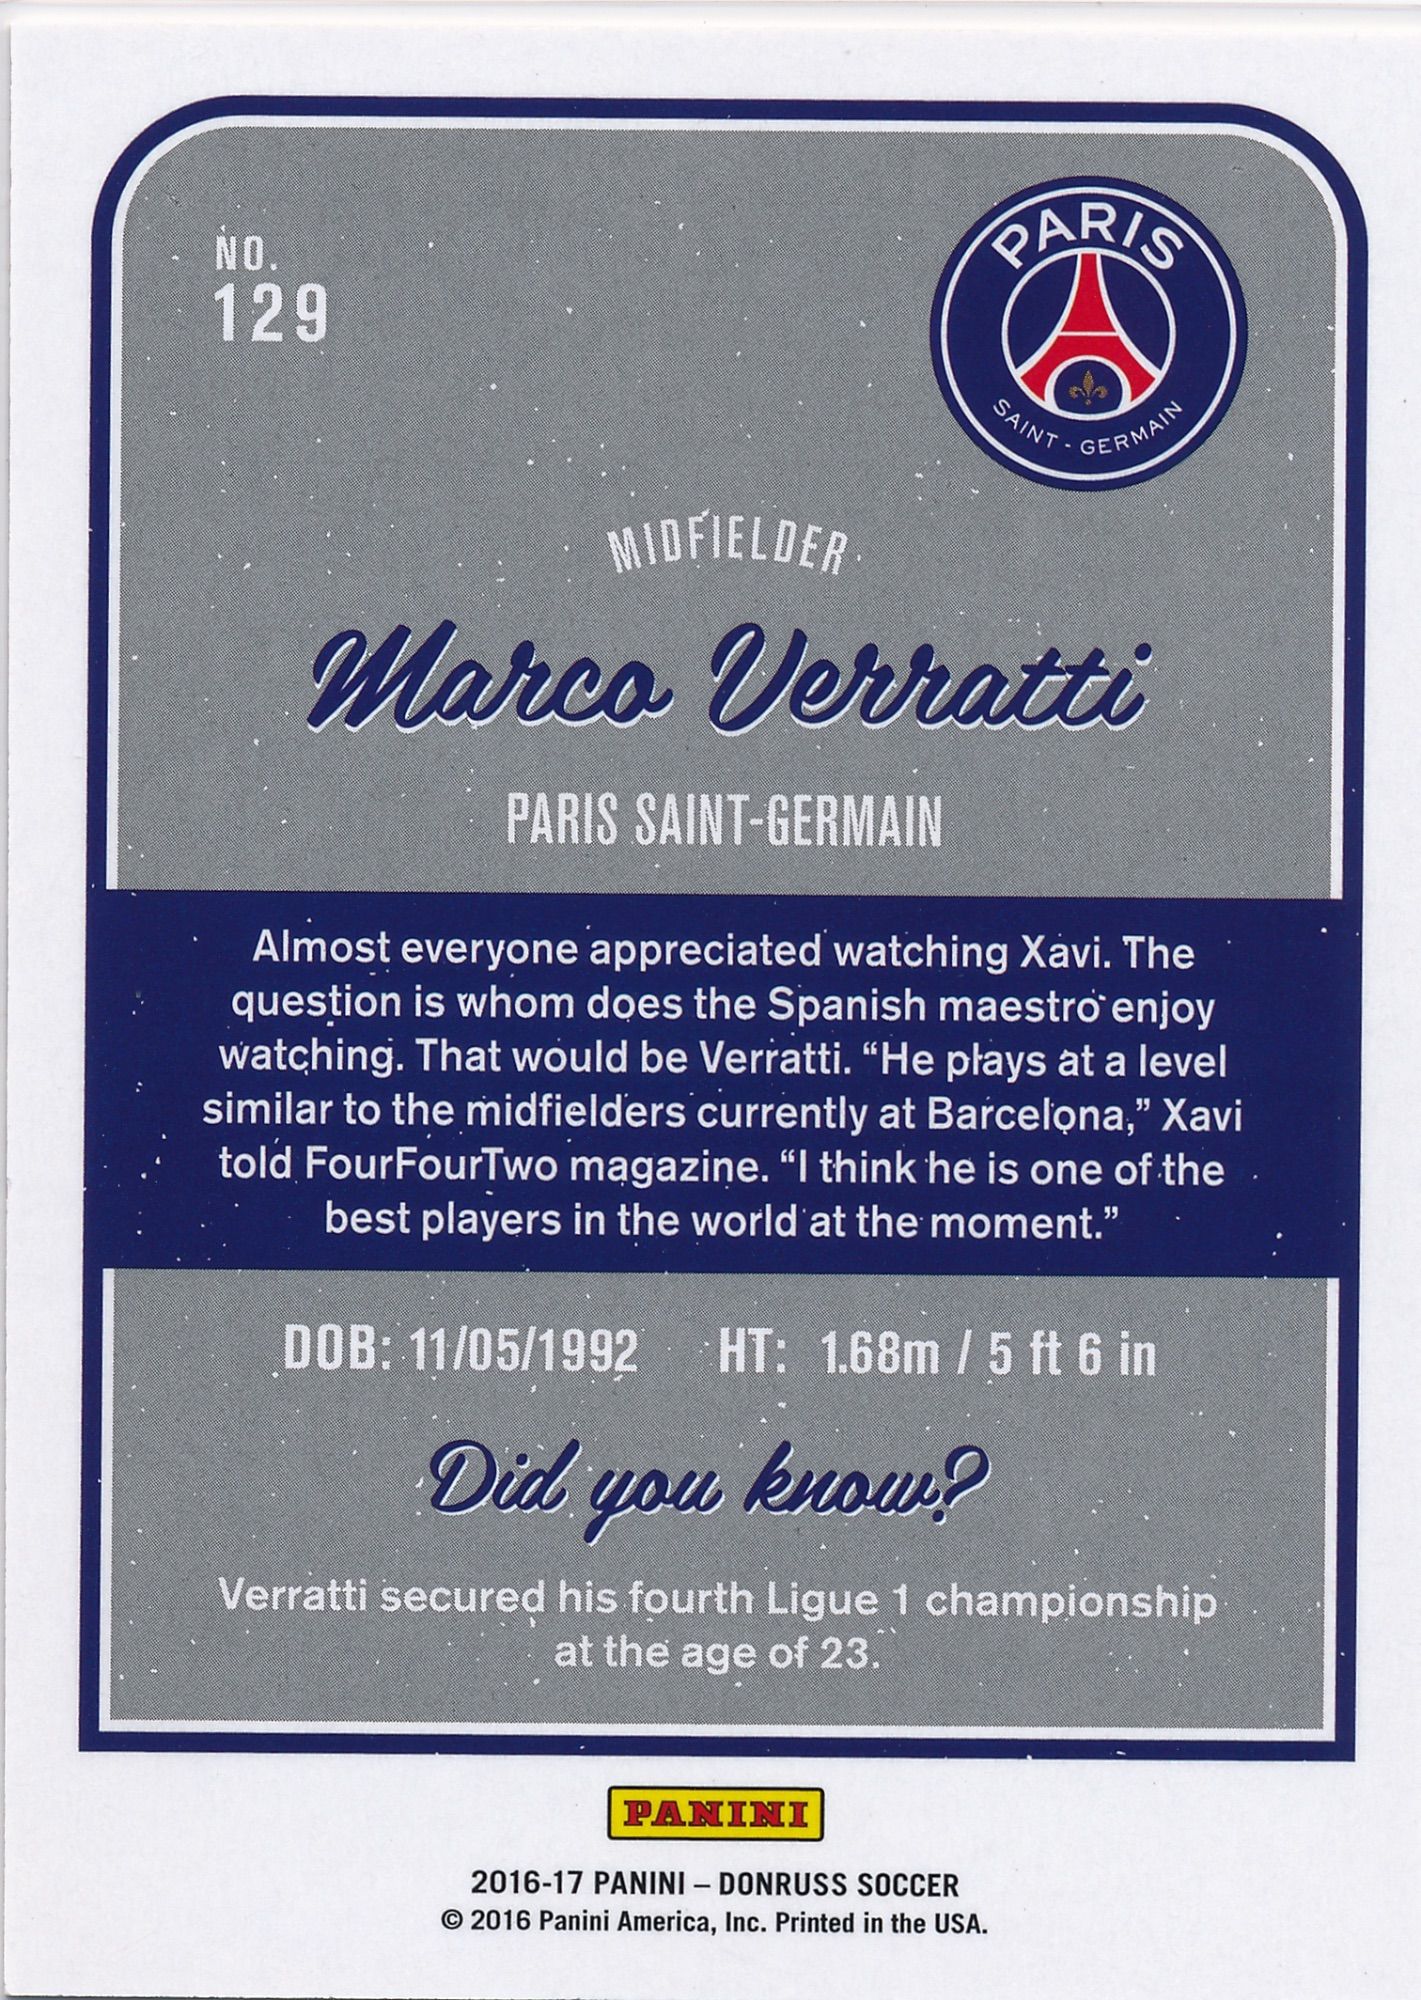 NO.
129
PARIS
SAINT - GERMAIN
MIDFIELDER
Marco Verratti
PARIS SAINT-GERMAIN
Almost everyone appreciated watching Xavi. The
question is whom does the Spanish maestro enjoy
watching. That would be Verratti. “He plays at a level
similar to the midfielders currently at Barcelona,” Xavi
told FourFourTwo magazine. “I think he is one of the
best players in the world at the moment.”
DOB: 11/05/1992 HT: 1.68m / 5 ft 6 in
Did you know?
Verratti secured his fourth Ligue 1 championship
at the age of 23.
PANINI
2016-17 PANINI – DONRUSS SOCCER
© 2016 Panini America, Inc. Printed in the USA.